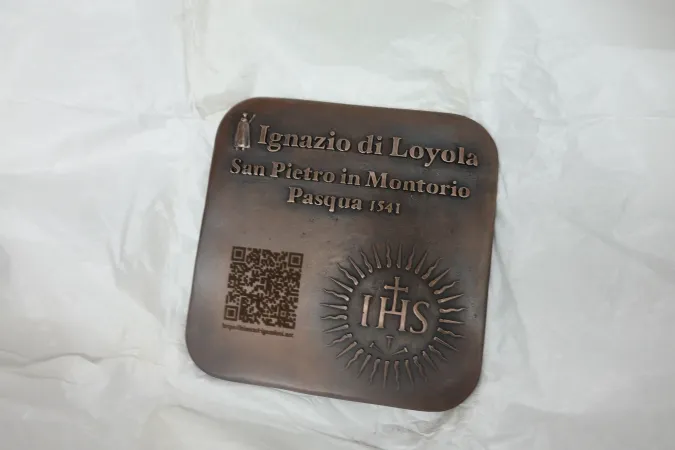 Ignazio di Loyola
San Pietro in Montorio
Pasqua 1541
IHS